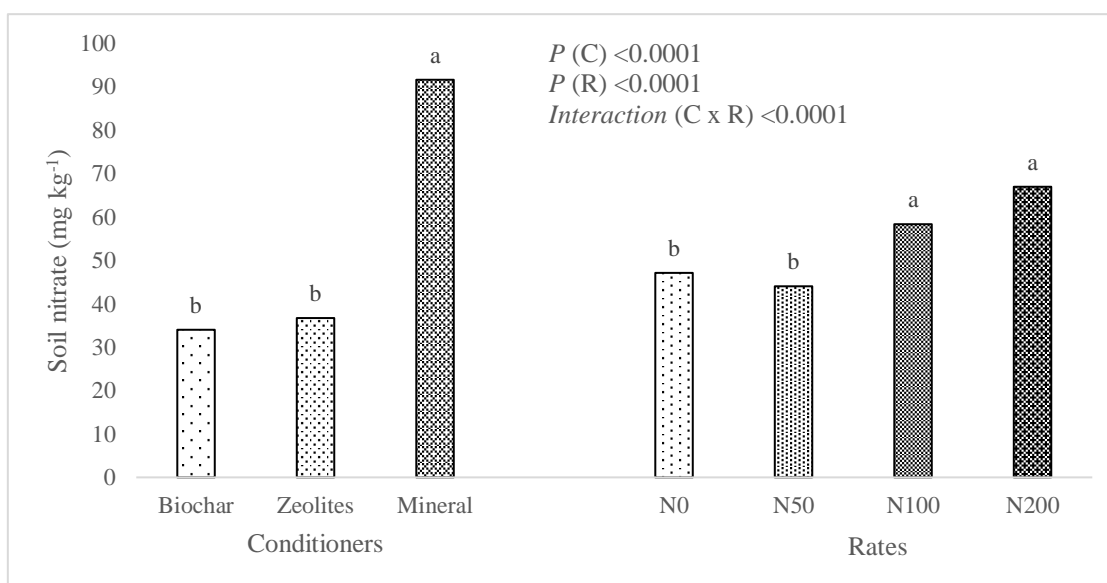 P (C) <0.0001
P (R) <0.0001
Interaction (C x R) <0.0001
Soil nitrate (mg kg⁻¹)
100
90
80
70
60
50
40
30
20
10
0
b
b
a
b
b
a
a
Biochar Zeolites Mineral N0 N50 N100 N200
Conditioners Rates